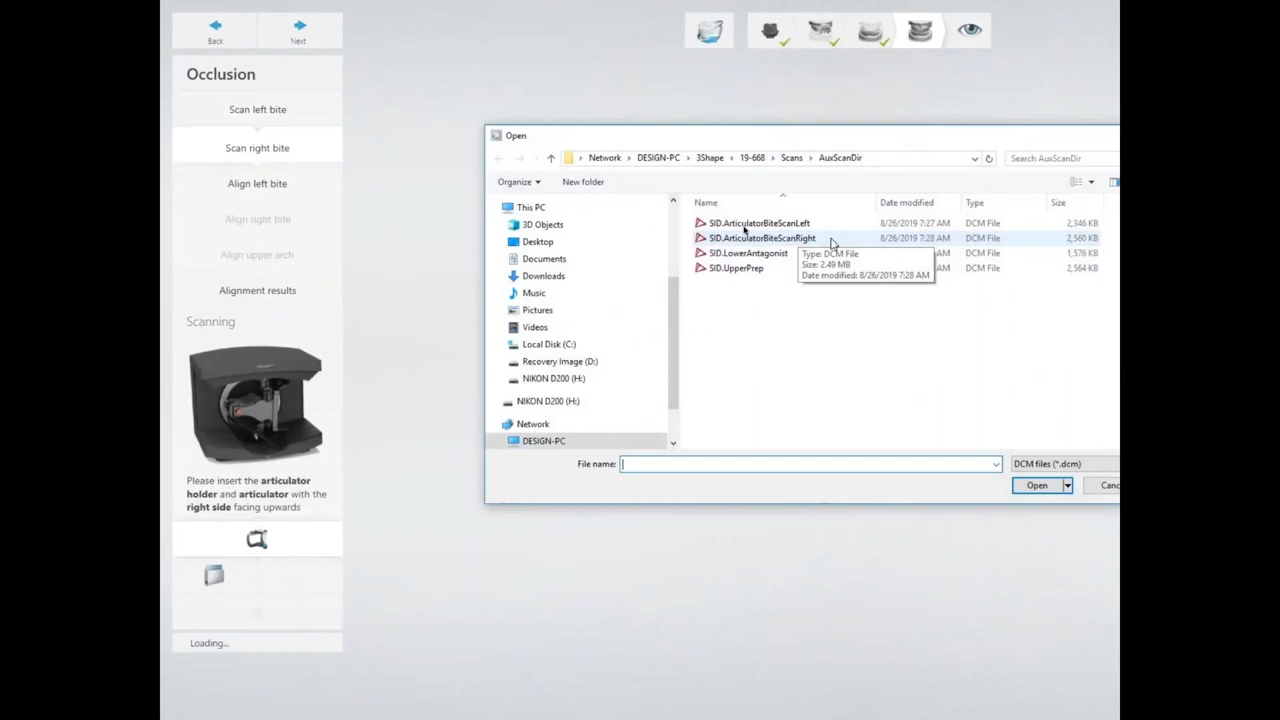 Back
Next
Occlusion
Scan left bite
Scan right bite
Align left bite
Align right bite
Align upper arch
Alignment results
Scanning
Please insert the articulator
holder and articulator with the
right side facing upwards
Loading...
Open
Network > DESIGN-PC > 3Shape > 19-668 > Scans > AuxScanDir
Search AuxScanDir
Organize
New folder
This PC
3D Objects
Desktop
Documents
Downloads
Music
Pictures
Videos
Local Disk (C:)
Recovery Image (D:)
NIKON D200 (H:)
NIKON D200 (H:)
Network
DESIGN-PC
Name Date modified Type Size
SID.ArticulatorBiteScanLeft 8/26/2019 7:27 AM DCM File 2,346 KB
SID.ArticulatorBiteScanRight 8/26/2019 7:28 AM DCM File 2,560 KB
SID.LowerAntagonist AM DCM File 1,576 KB
SID.UpperPrep AM DCM File 2,564 KB
Type: DCM File
Size: 2.49 MB
Date modified: 8/26/2019 7:28 AM
File name:
DCM files (*.dcm)
Open
Canc